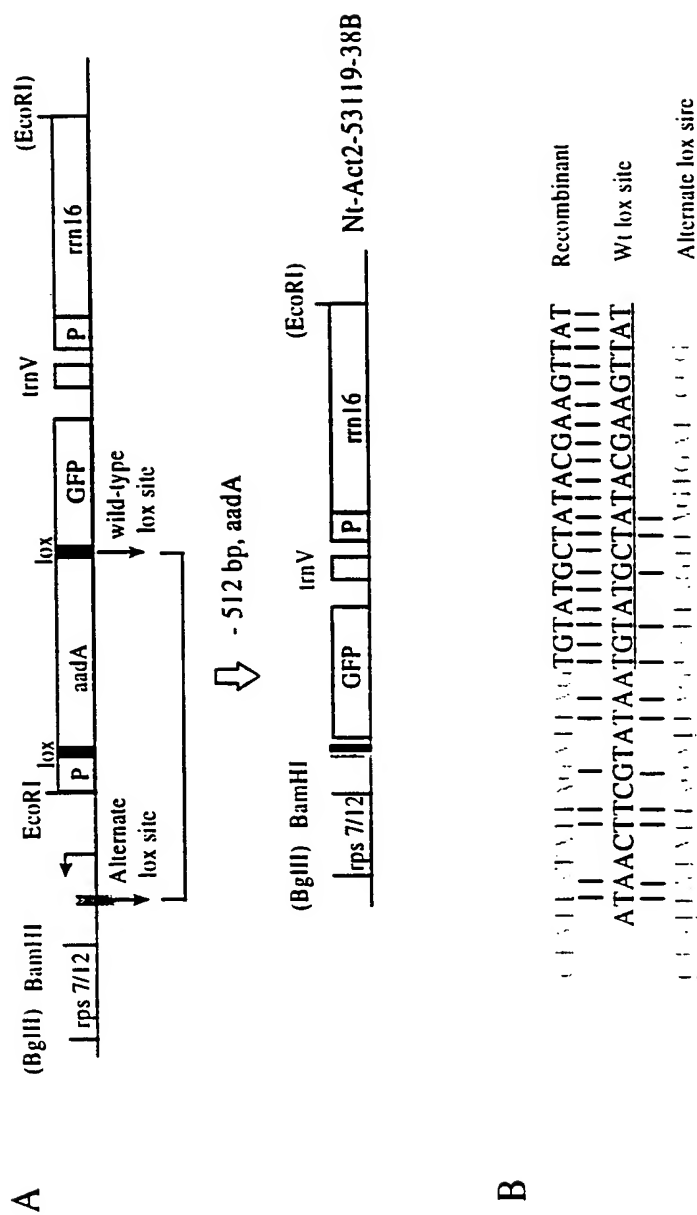 A
(BglII) BamHI
EcoRI
lox
lox
trnV
(EcoRI)
rps 7/12
P
aadA
GFP
P
rrn16
Alternate
lox site
wild-type
lox site
- 512 bp, aadA
(BglII) BamHI
trnV
(EcoRI)
rps 7/12
GFP
P
rrn16
Nt-Act2-53119-38B
B
TGTATGCTATACGAAGTTAT
Recombinant
ATAACTTCGTATAATGTATGCTATACGAAGTTAT
Wt lox site
Alternate lox sire